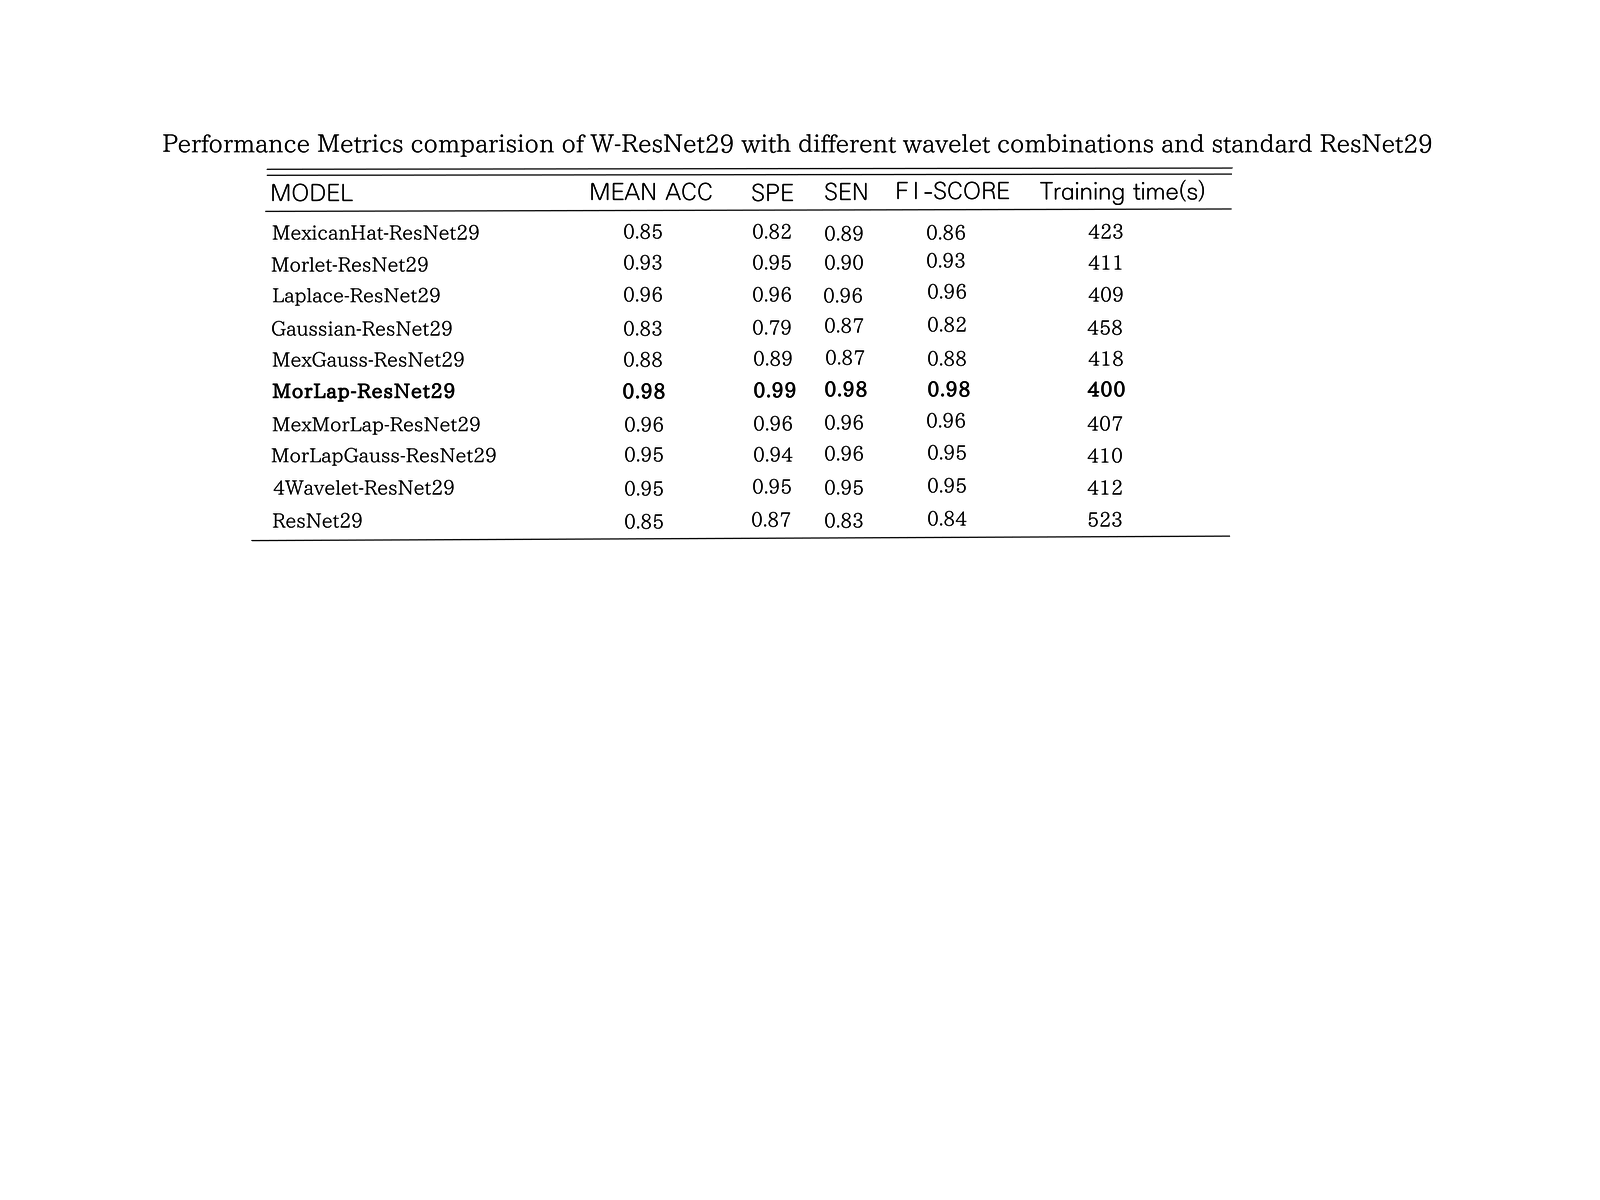 Performance Metrics comparision of W-ResNet29 with different wavelet combinations and standard ResNet29
MODEL MEAN ACC SPE SEN F1-SCORE Training time(s)
MexicanHat-ResNet29 0.85 0.82 0.89 0.86 423
Morlet-ResNet29 0.93 0.95 0.90 0.93 411
Laplace-ResNet29 0.96 0.96 0.96 0.96 409
Gaussian-ResNet29 0.83 0.79 0.87 0.82 458
MexGauss-ResNet29 0.88 0.89 0.87 0.88 418
MorLap-ResNet29 0.98 0.99 0.98 0.98 400
MexMorLap-ResNet29 0.96 0.96 0.96 0.96 407
MorLapGauss-ResNet29 0.95 0.94 0.96 0.95 410
4Wavelet-ResNet29 0.95 0.95 0.95 0.95 412
ResNet29 0.85 0.87 0.83 0.84 523